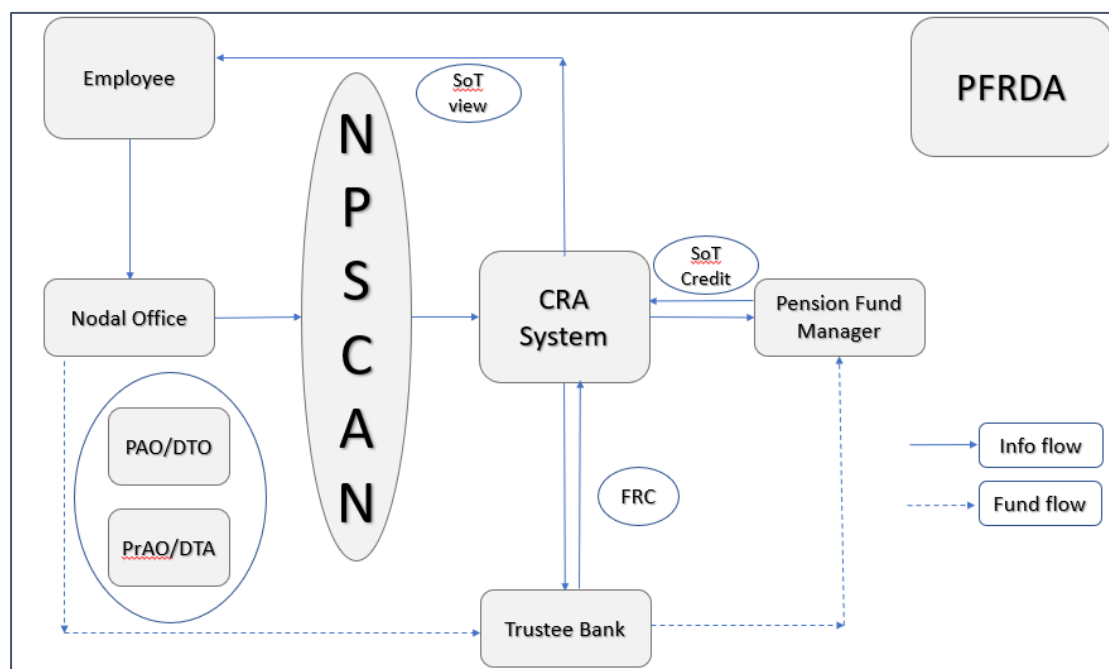 Employee
SoT
view
PFRDA
N
P
S
C
A
N
Nodal Office
CRA
System
SoT
Credit
Pension Fund
Manager
PAO/DTO
PrAO/DTA
FRC
Info flow
Fund flow
Trustee Bank